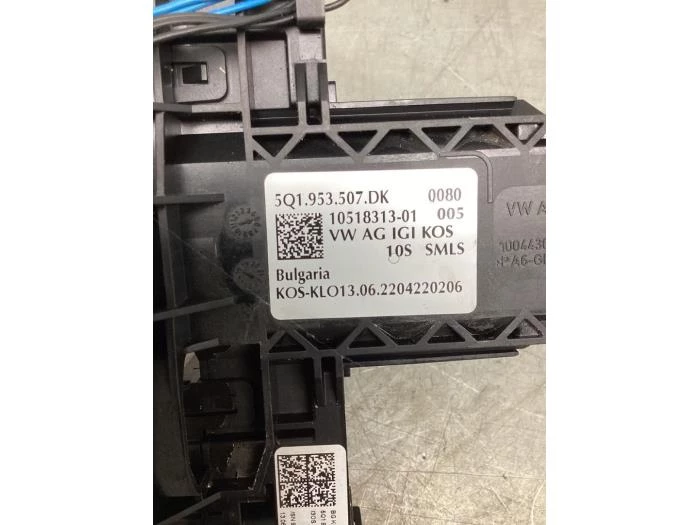 5Q1.953.507.DK 0080
10518313-01 005
VW AG IGI KOS
10S SMLS
Bulgaria
KOS-KLO13.06.2204220206
VW A